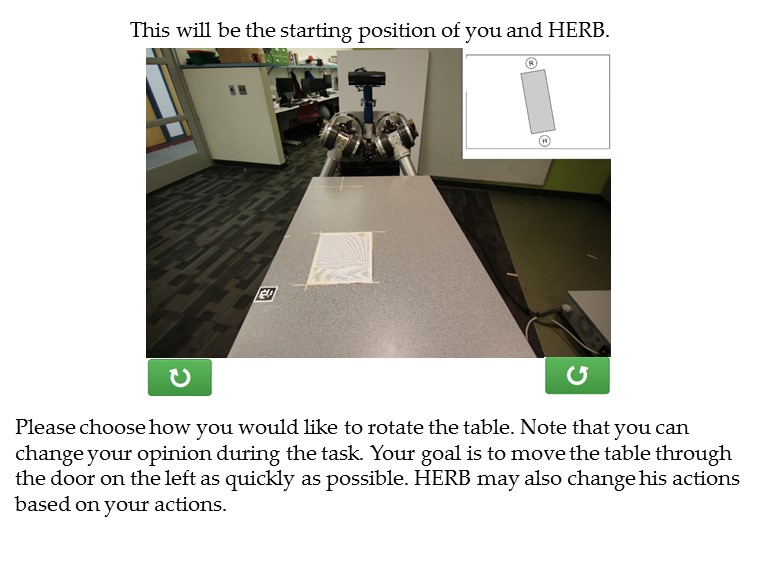 This will be the starting position of you and HERB.
R
H
Please choose how you would like to rotate the table. Note that you can
change your opinion during the task. Your goal is to move the table through
the door on the left as quickly as possible. HERB may also change his actions
based on your actions.